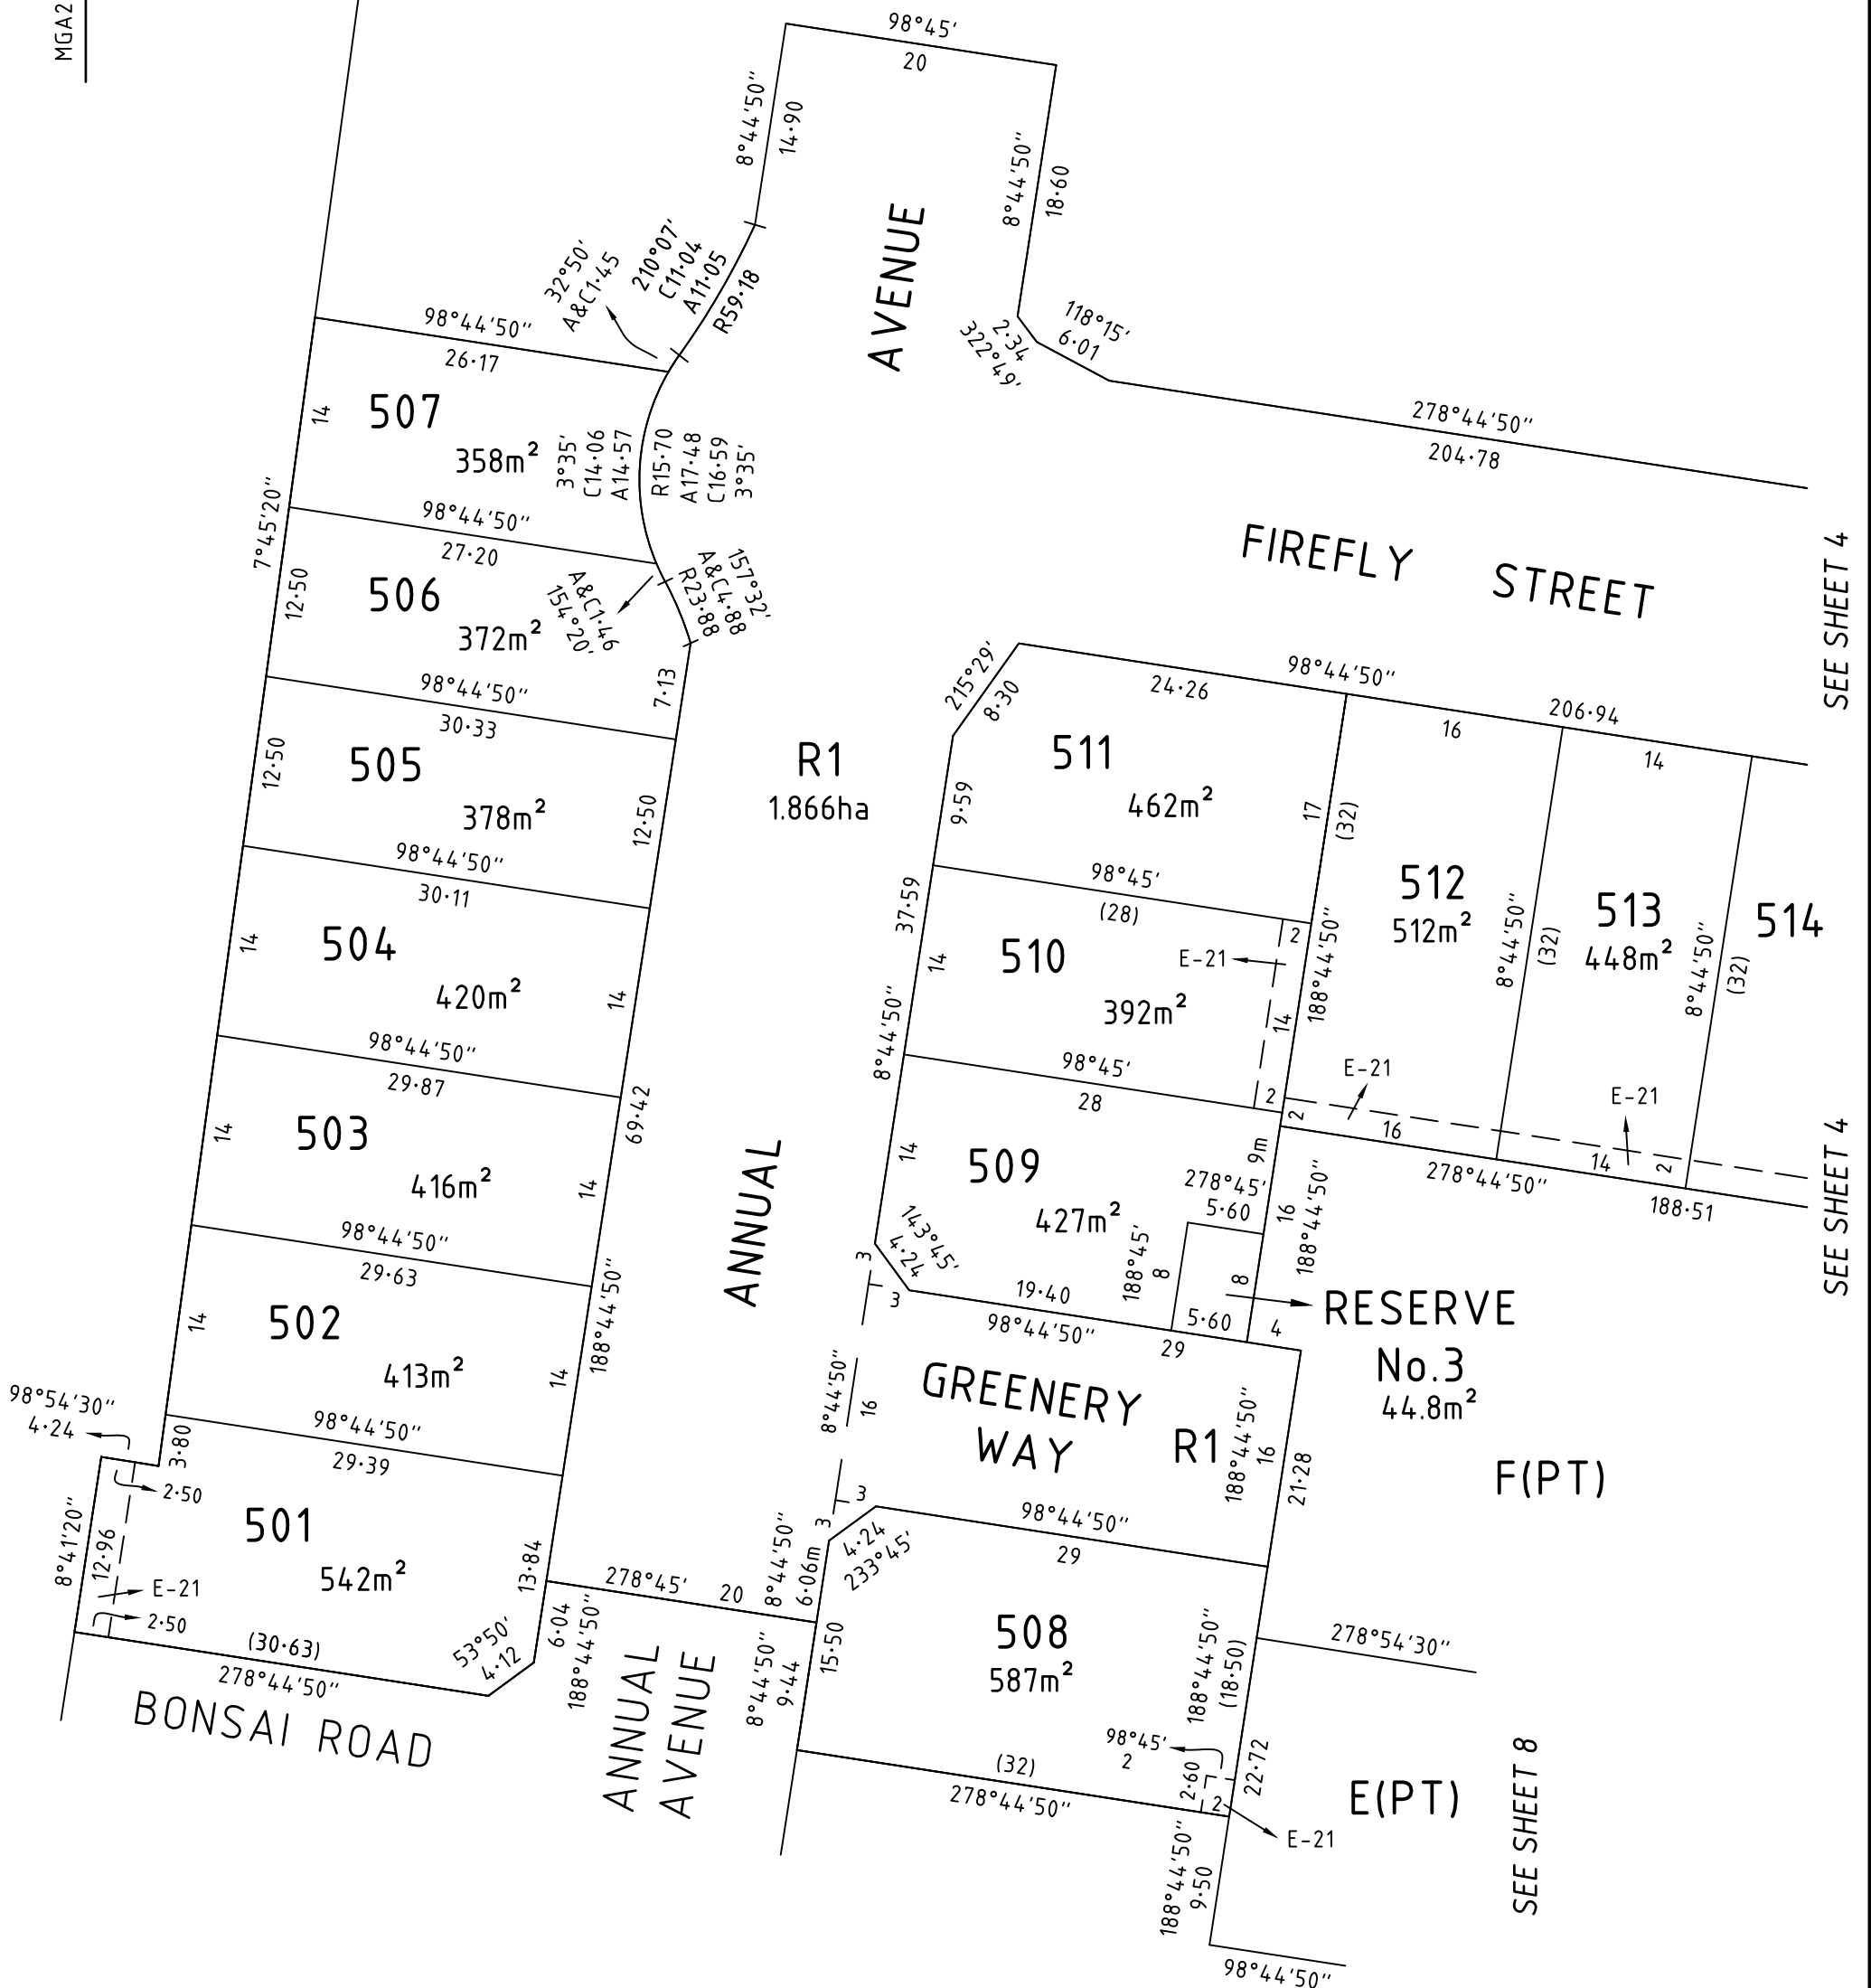 MGA2
98°45'
20
8°44'50"
14·90
8°44'50"
18·60
AVENUE
32°50'
A&C1·45
210°07'
C11·04
A11·05
R59·18
118°15'
6·01
2·34
322°49'
278°44'50"
204·78
FIREFLY STREET
SEE SHEET 4
98°44'50"
26·17
507
358m²
14
3°35'
C14·06
A14·57
R15·70
A17·48
C16·59
3°35'
7°45'20"
98°44'50"
27·20
506
372m²
12·50
A&C1·46
154°20'
157°32'
A&C4·88
R23·88
7·13
98°44'50"
30·33
505
378m²
12·50
12·50
98°44'50"
30·11
504
420m²
14
14
98°44'50"
29·87
503
416m²
14
14
69·42
98°44'50"
29·63
502
413m²
14
14
188°44'50"
98°44'50"
29·39
98°54'30"
4·24
3·80
2·50
501
542m²
8°41'20"
12·96
E-21
2·50
13·84
(30·63)
278°44'50"
53°50'
4·12
6·04
188°44'50"
BONSAI ROAD
R1
1.866ha
ANNUAL
215°29'
8·30
98°44'50"
24·26
206·94
16
14
511
462m²
9·59
17
(32)
37·59
98°45'
(28)
2
510
392m²
E-21
14
14
188°44'50"
8°44'50"
98°45'
28
2
2
512
512m²
8°44'50"
(32)
513
448m²
8°44'50"
(32)
514
E-21
E-21
16
14
2
278°44'50"
188·51
SEE SHEET 4
509
427m²
14
9m
278°45'
5·60
188°45'
8
8
16
188°44'50"
143°45'
4·24
3
3
19·40
98°44'50"
5·60
29
4
RESERVE
No.3
44.8m²
GREENERY
WAY
R1
8°44'50"
16
188°44'50"
16
21·28
F(PT)
3
3
4·24
233°45'
98°44'50"
29
278°45'
20
8°44'50"
6·06m
ANNUAL
AVENUE
8°44'50"
9·44
15·50
508
587m²
188°44'50"
(18·50)
278°54'30"
98°45'
2
2·60
2
22·72
E-21
(32)
278°44'50"
E(PT)
SEE SHEET 8
188°44'50"
9·50
98°44'50"